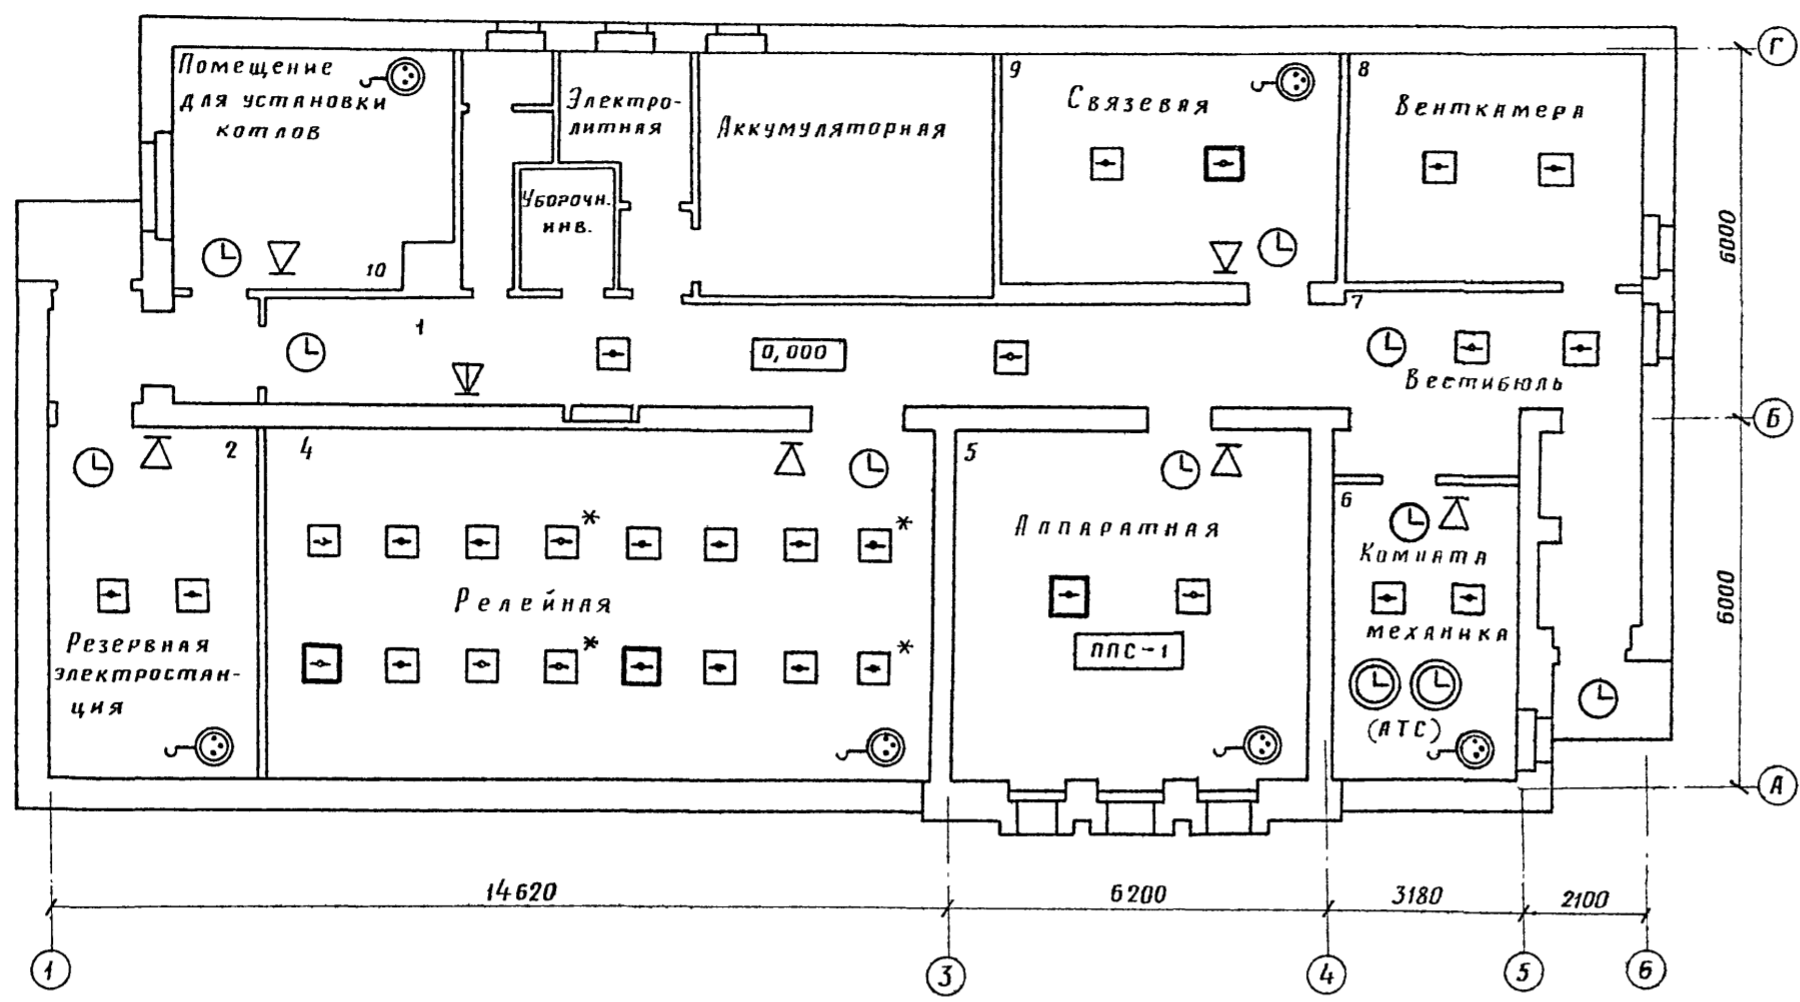 Помещение
для установки
котлов
10
Электро-
литная
Уборочн.
инв.
Аккумуляторная
9
Связевая
8
Венткамера
Г
6000
1
0,000
7
Вестибюль
Б
2
4
5
6
Аппаратная
Комната
механика
(АТС)
Релейная
*
*
*
*
Резервная
электростан-
ция
ППС-1
6000
А
14620
6200
3180
2100
1
3
4
5
6